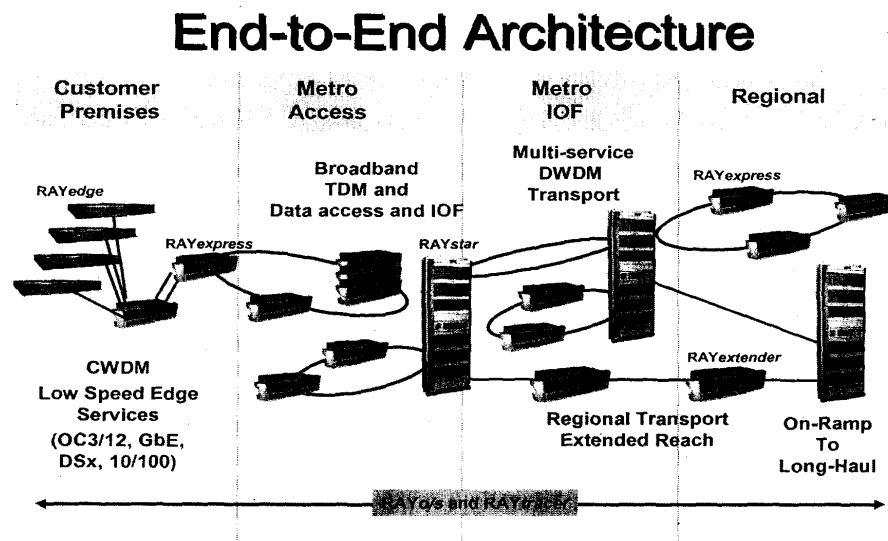 End-to-End Architecture
Customer
Premises
Metro
Access
Metro
IOF
Regional
RAYedge
RAYexpress
Broadband
TDM and
Data access and IOF
RAYstar
Multi-service
DWDM
Transport
RAYexpress
CWDM
Low Speed Edge
Services
(OC3/12, GbE,
DSx, 10/100)
RAYextender
Regional Transport
Extended Reach
On-Ramp
To
Long-Haul
RAYo/s and RAYtracer